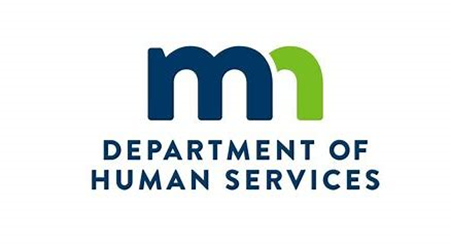 mn
DEPARTMENT OF
HUMAN SERVICES